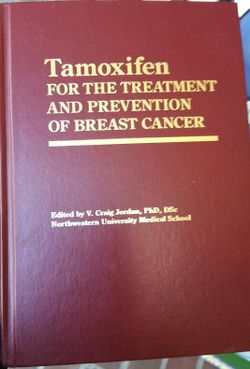 Tamoxifen
FOR THE TREATMENT
AND PREVENTION
OF BREAST CANCER
Edited by V. Craig Jordan, PhD, DSc
Northwestern University Medical School